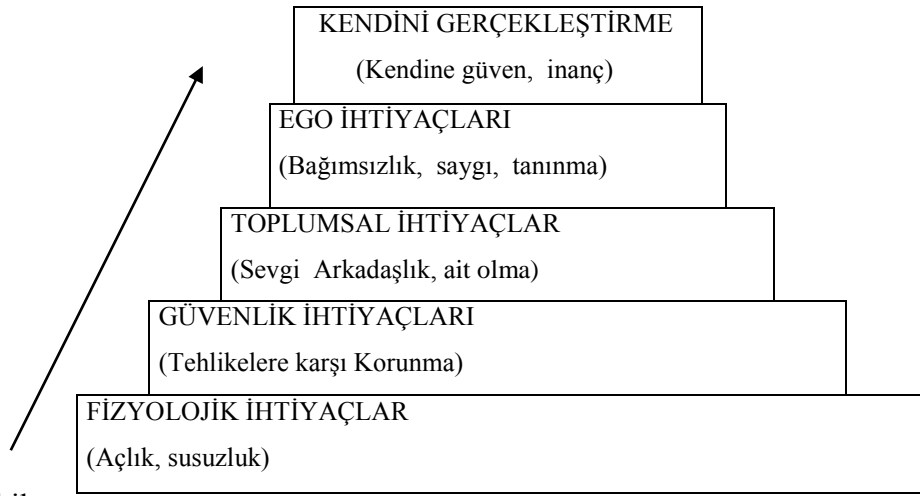 KENDİNİ GERÇEKLEŞTİRME
(Kendine güven, inanç)
EGO İHTİYAÇLARI
(Bağımsızlık, saygı, tanınma)
TOPLUMSAL İHTİYAÇLAR
(Sevgi Arkadaşlık, ait olma)
GÜVENLİK İHTİYAÇLARI
(Tehlikelere karşı Korunma)
FİZYOLOJİK İHTİYAÇLAR
(Açlık, susuzluk)